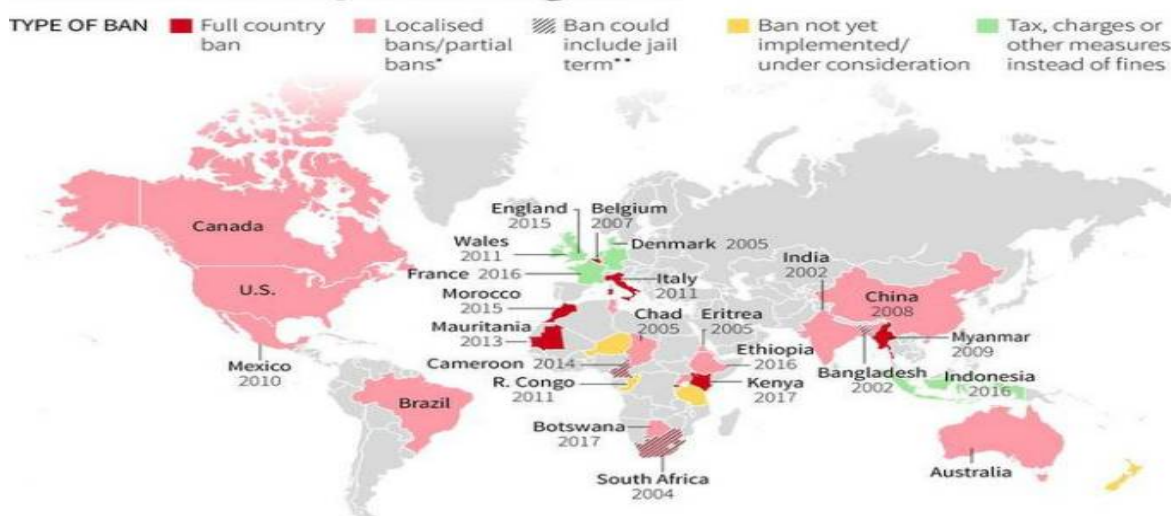 TYPE OF BAN
Full country
ban
Localised
bans/partial
bans*
Ban could
include jail
term**
Ban not yet
implemented/
under consideration
Tax, charges or
other measures
instead of fines
Canada
U.S.
Mexico
2010
Brazil
England
2015
Belgium
2007
Wales
2011
Denmark 2005
France 2016
Italy
2011
Morocco
2015
Mauritania
2013
Chad
2005
Eritrea
2005
Cameroon 2014
Ethiopia
2016
R. Congo
2011
Kenya
2017
Botswana
2017
South Africa
2004
India
2002
China
2008
Myanmar
2009
Bangladesh
2002
Indonesia
2016
Australia